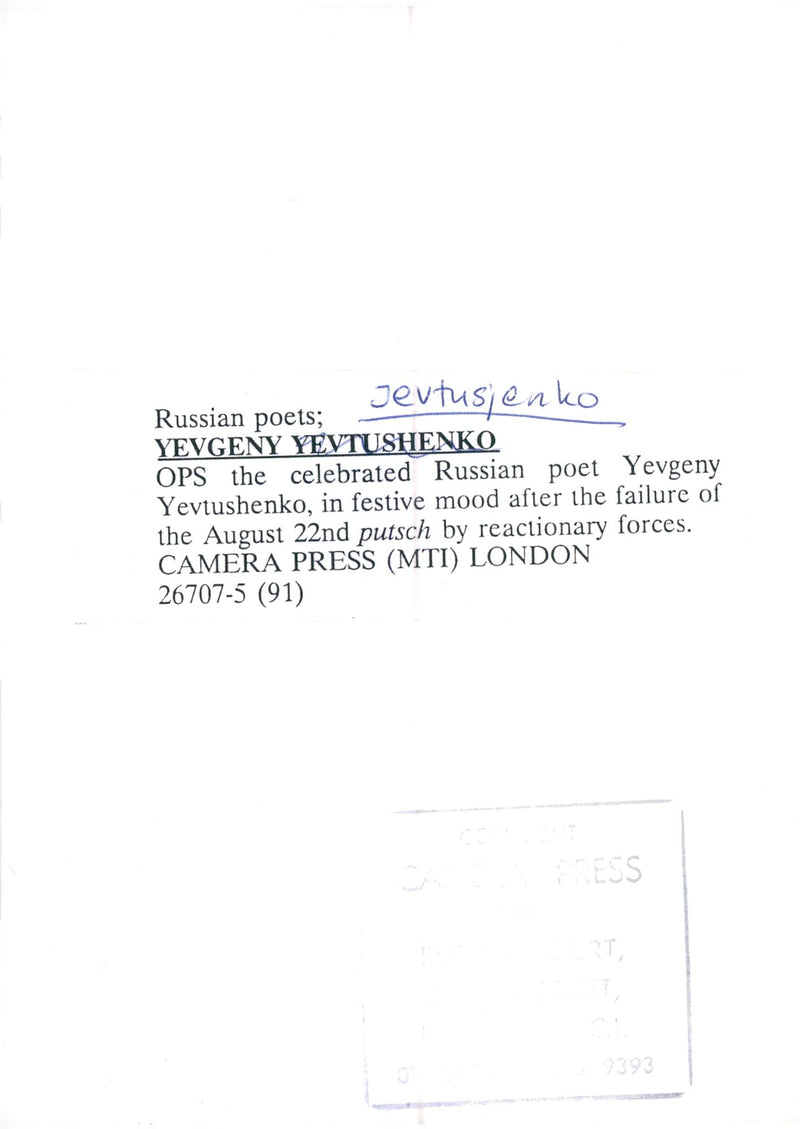 Jevtusjenko
Russian poets;
YEVGENY YEVTUSHENKO
OPS the celebrated Russian poet Yevgeny
Yevtushenko, in festive mood after the failure of
the August 22nd putsch by reactionary forces.
CAMERA PRESS (MTI) LONDON
26707-5 (91)
PRESS
9393